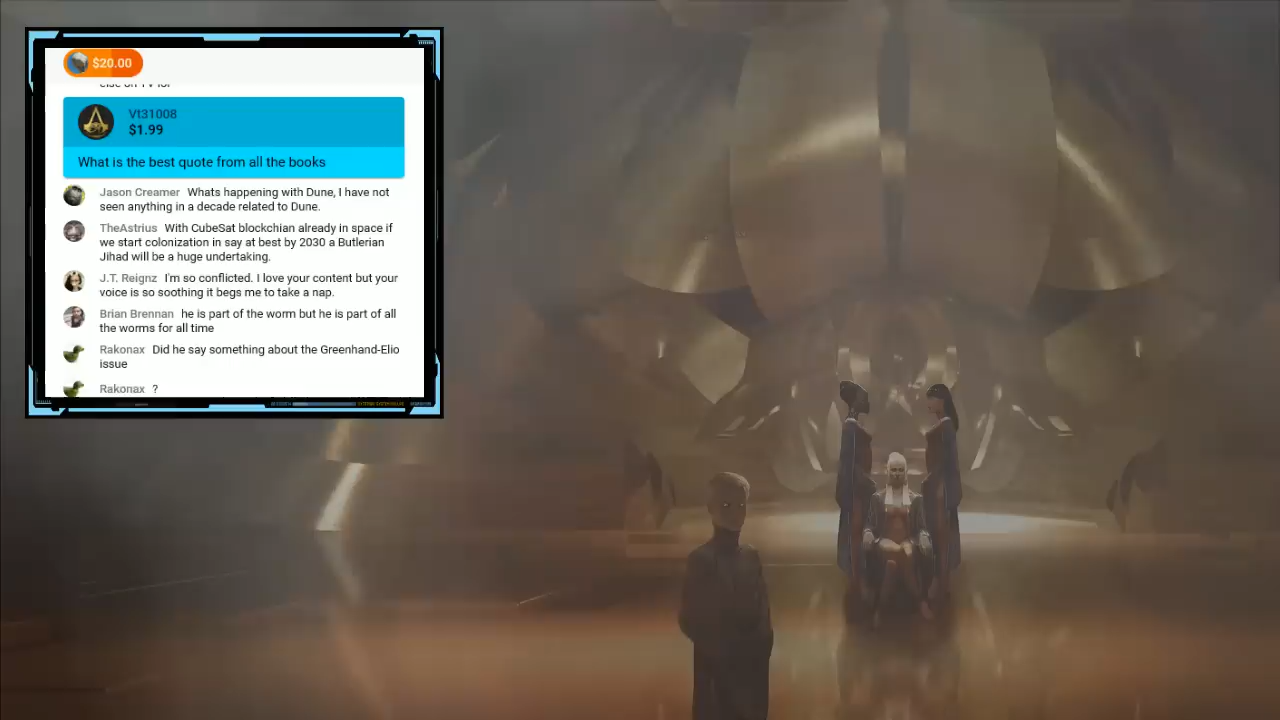 $20.00
else on TV lol
Vt31008
$1.99
What is the best quote from all the books
Jason Creamer Whats happening with Dune, I have not
seen anything in a decade related to Dune.
TheAstrius With CubeSat blockchian already in space if
we start colonization in say at best by 2030 a Butlerian
Jihad will be a huge undertaking.
J.T. Reignz I'm so conflicted. I love your content but your
voice is so soothing it begs me to take a nap.
Brian Brennan he is part of the worm but he is part of all
the worms for all time
Rakonax Did he say something about the Greenhand-Elio
issue
Rakonax ?